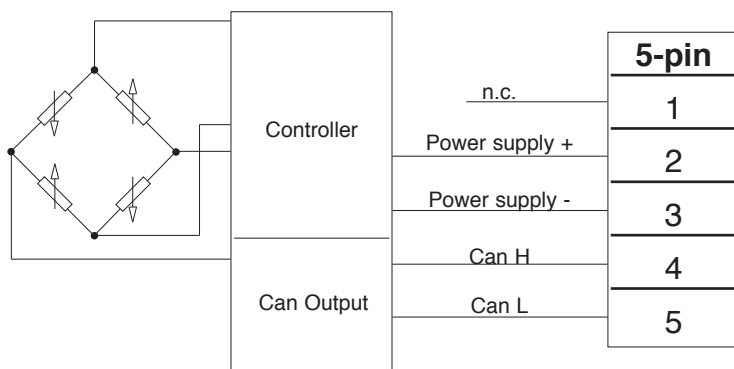 5-pin
n.c.
1
Controller
Power supply +
2
Power supply -
3
Can H
4
Can Output
Can L
5